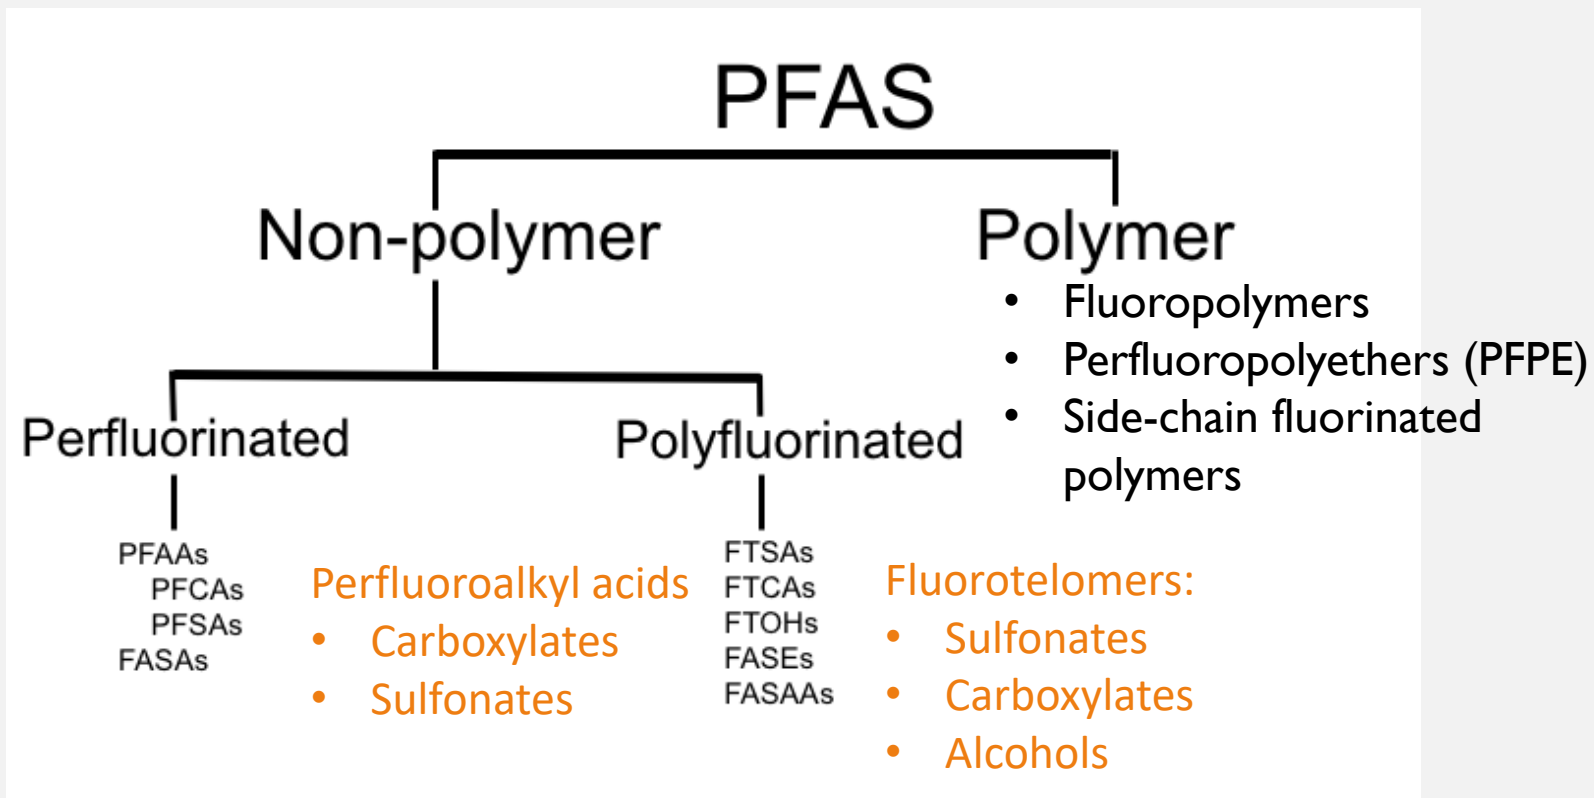 PFAS
Non-polymer
Polymer
• Fluoropolymers
• Perfluoropolyethers (PFPE)
• Side-chain fluorinated
polymers
Perfluorinated
Polyfluorinated
PFAAs
PFCAs
PFSAs
FASAs
Perfluoroalkyl acids
• Carboxylates
• Sulfonates
FTSAs
FTCAs
FTOHs
FASEs
FASAAs
Fluorotelomers:
• Sulfonates
• Carboxylates
• Alcohols